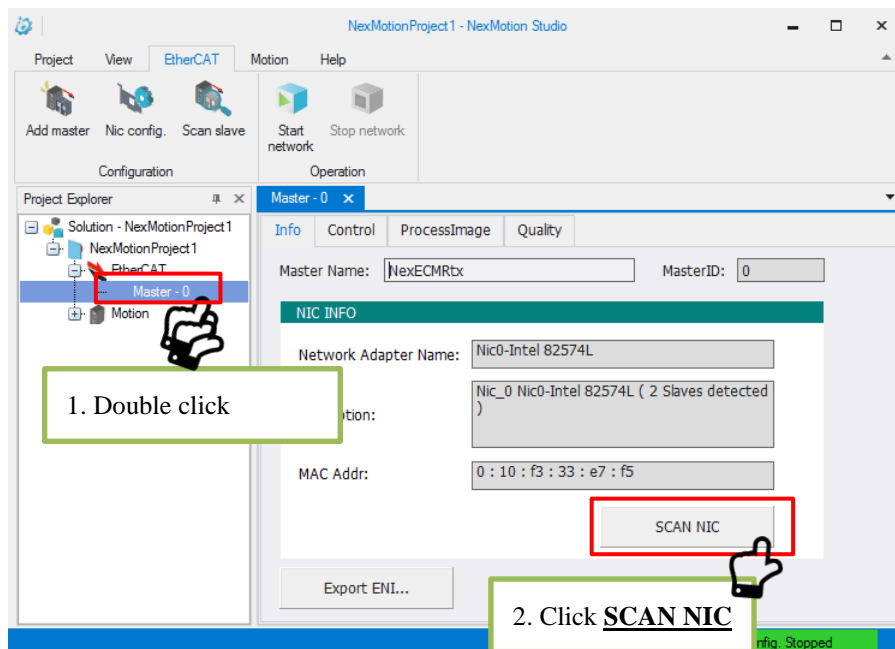 NexMotionProject1 - NexMotion Studio
Project View EtherCAT Motion Help
Add master Nic config. Scan slave Start network Stop network
Configuration Operation
Project Explorer
Solution - NexMotionProject1
NexMotionProject1
EtherCAT
Master - 0
Motion
1. Double click
Master - 0
Info Control ProcessImage Quality
Master Name: NexECMRtx MasterID: 0
NIC INFO
Network Adapter Name: Nic0-Intel 82574L
Nic_0 Nic0-Intel 82574L ( 2 Slaves detected
)
MAC Addr: 0 : 10 : f3 : 33 : e7 : f5
SCAN NIC
Export ENI...
2. Click SCAN NIC
Stopped